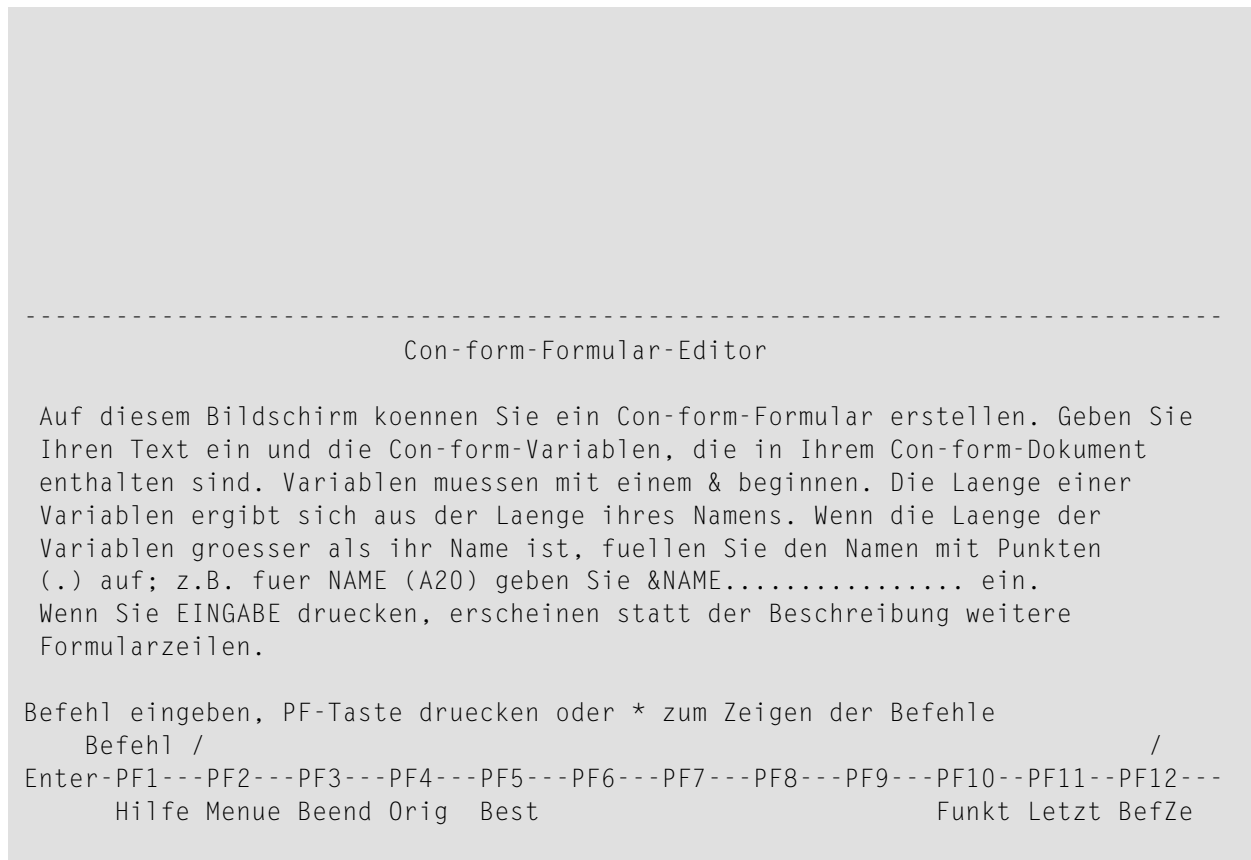 -------------------------------------------------------------------------------
Con-form-Formular-Editor
Auf diesem Bildschirm koennen Sie ein Con-form-Formular erstellen. Geben Sie
Ihren Text ein und die Con-form-Variablen, die in Ihrem Con-form-Dokument
enthalten sind. Variablen muessen mit einem & beginnen. Die Laenge einer
Variablen ergibt sich aus der Laenge ihres Namens. Wenn die Laenge der
Variablen groesser als ihr Name ist, fuellen Sie den Namen mit Punkten
(.) auf; z.B. fuer NAME (A20) geben Sie &NAME................ ein.
Wenn Sie EINGABE druecken, erscheinen statt der Beschreibung weitere
Formularzeilen.
Befehl eingeben, PF-Taste druecken oder * zum Zeigen der Befehle
Befehl / /
Enter-PF1---PF2---PF3---PF4---PF5---PF6---PF7---PF8---PF9---PF10--PF11--PF12---
Hilfe Menue Beend Orig Best Funkt Letzt BefZe